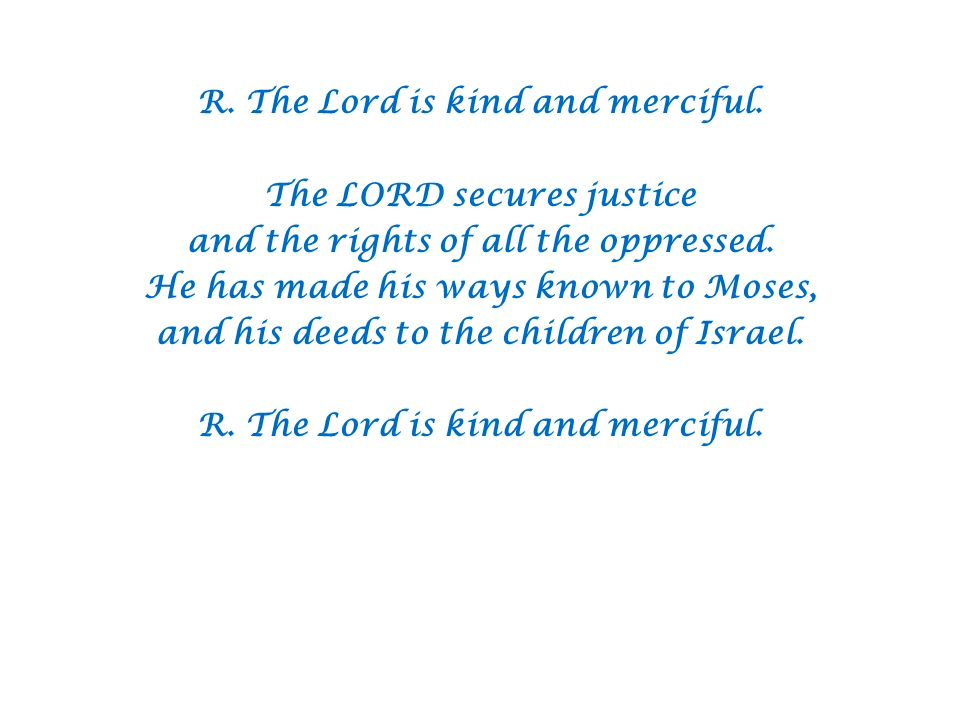 R. The Lord is kind and merciful.
The LORD secures justice
and the rights of all the oppressed.
He has made his ways known to Moses,
and his deeds to the children of Israel.
R. The Lord is kind and merciful.